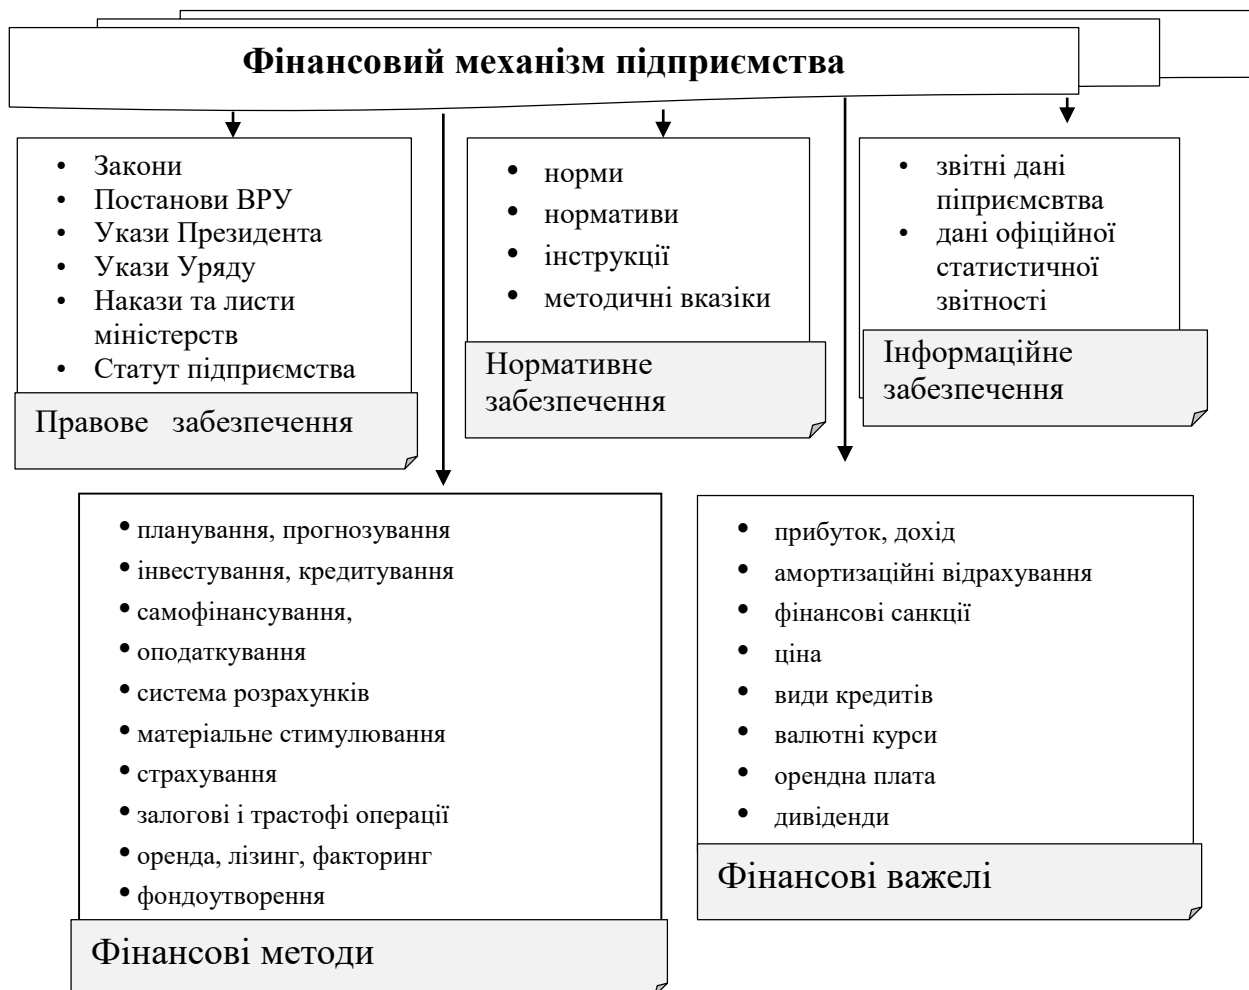 Фінансовий механізм підприємства
• Закони
• Постанови ВРУ
• Укази Президента
• Укази Уряду
• Накази та листи
міністерств
• Статут підприємства
Правове забезпечення
• норми
• нормативи
• інструкції
• методичні вказіки
Нормативне
забезпечення
• звітні дані
піприємсвтва
• дані офіційної
статистичної
звітності
Інформаційне
забезпечення
• планування, прогнозування
• інвестування, кредитування
• самофінансування,
• оподаткування
• система розрахунків
• матеріальне стимулювання
• страхування
• залогові і трастофі операції
• оренда, лізинг, факторинг
• фондоутворення
Фінансові методи
• прибуток, дохід
• амортизаційні відрахування
• фінансові санкції
• ціна
• види кредитів
• валютні курси
• орендна плата
• дивіденди
Фінансові важелі